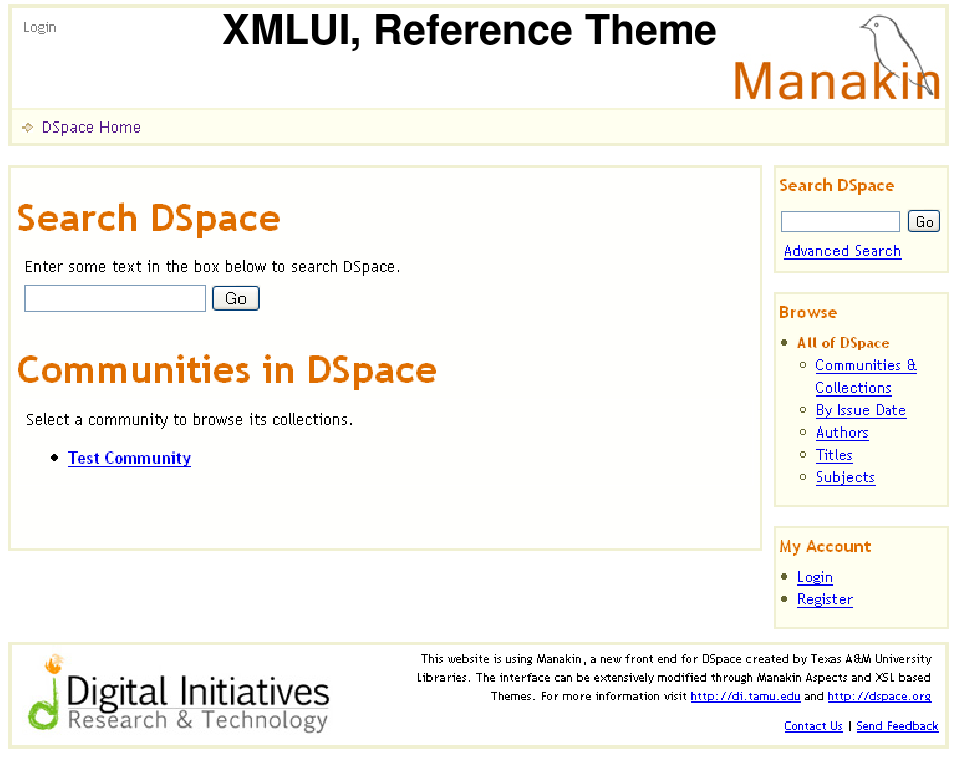 Login
XMLUI, Reference Theme
Manakin
DSpace Home
Search DSpace
Enter some text in the box below to search DSpace.
Go
Communities in DSpace
Select a community to browse its collections.
Test Community
Search DSpace
Go
Advanced Search
Browse
All of DSpace
Communities &
Collections
By Issue Date
Authors
Titles
Subjects
My Account
Login
Register
Digital Initiatives
Research & Technology
This website is using Manakin, a new front end for DSpace created by Texas A&M University
Libraries. The interface can be extensively modified through Manakin Aspects and XSL based
Themes. For more information visit http://di.tamu.edu and http://dspace.org
Contact Us | Send Feedback